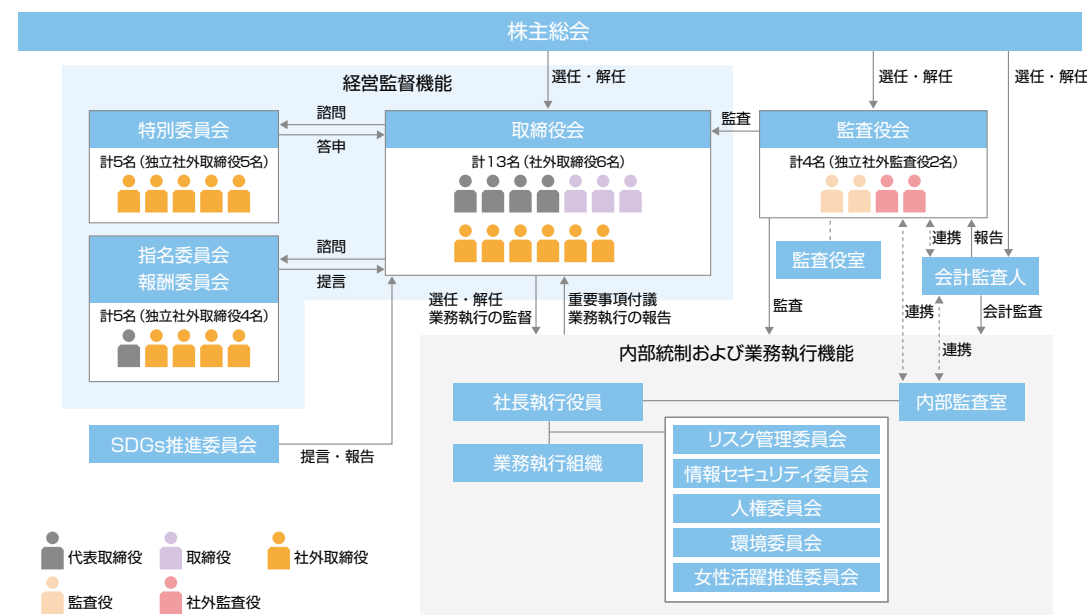 株主総会
選任・解任
選任・解任
選任・解任
経営監督機能
特別委員会
計5名(独立社外取締役5名)
諮問
答申
取締役会
計13名(社外取締役6名)
監査
監査役会
計4名(独立社外監査役2名)
指名委員会
報酬委員会
計5名(独立社外取締役4名)
諮問
提言
監査役室
連携
報告
会計監査人
選任・解任
業務執行の監督
重要事項付議
業務執行の報告
監査
連携
会計監査
連携
内部統制および業務執行機能
社長執行役員
内部監査室
SDGs推進委員会
提言・報告
業務執行組織
リスク管理委員会
情報セキュリティ委員会
人権委員会
環境委員会
女性活躍推進委員会
代表取締役
取締役
社外取締役
監査役
社外監査役